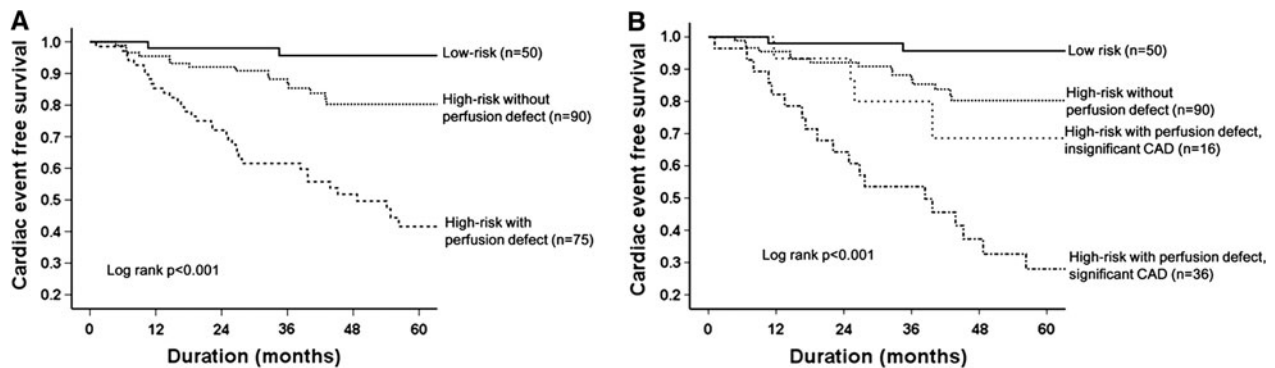 A
Cardiac event free survival
1.0
0.9
0.8
0.7
0.6
0.5
0.4
0.3
0.2
Low-risk (n=50)
High-risk without
perfusion defect (n=90)
High-risk with
perfusion defect (n=75)
Log rank p<0.001
0 12 24 36 48 60
Duration (months)
B
Cardiac event free survival
1.0
0.9
0.8
0.7
0.6
0.5
0.4
0.3
0.2
Low risk (n=50)
High-risk without
perfusion defect (n=90)
High-risk with perfusion defect,
insignificant CAD (n=16)
High-risk with perfusion defect,
significant CAD (n=36)
Log rank p<0.001
0 12 24 36 48 60
Duration (months)